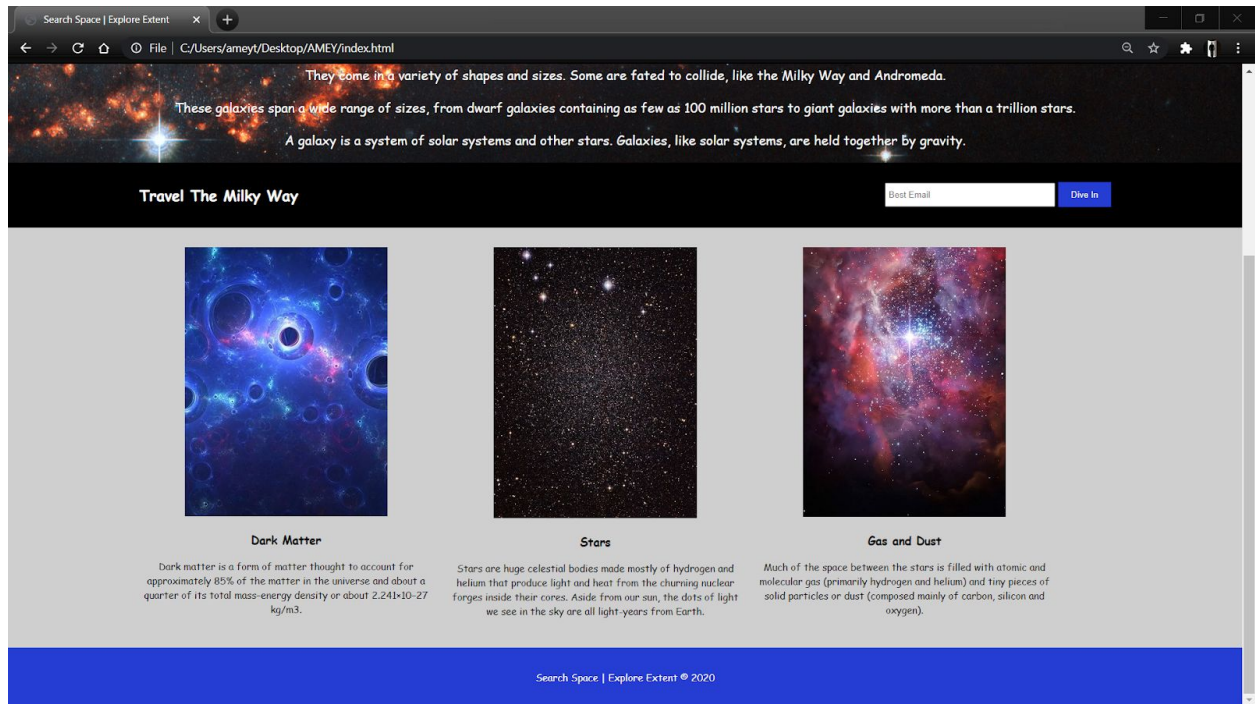 Search Space | Explore Extent
File | C:/Users/ameyt/Desktop/AMEY/index.html
They come in a variety of shapes and sizes. Some are fated to collide, like the Milky Way and Andromeda.
These galaxies span a wide range of sizes, from dwarf galaxies containing as few as 100 million stars to giant galaxies with more than a trillion stars.
A galaxy is a system of solar systems and other stars. Galaxies, like solar systems, are held together by gravity.
Travel The Milky Way
Best Email
Dive In
Dark Matter
Dark matter is a form of matter thought to account for
approximately 85% of the matter in the universe and about a
quarter of its total mass-energy density or about 2.241×10–27
kg/m3.
Stars
Stars are huge celestial bodies made mostly of hydrogen and
helium that produce light and heat from the churning nuclear
forges inside their cores. Aside from our sun, the dots of light
we see in the sky are all light-years from Earth.
Gas and Dust
Much of the space between the stars is filled with atomic and
molecular gas (primarily hydrogen and helium) and tiny pieces of
solid particles or dust (composed mainly of carbon, silicon and
oxygen).
Search Space | Explore Extent ® 2020